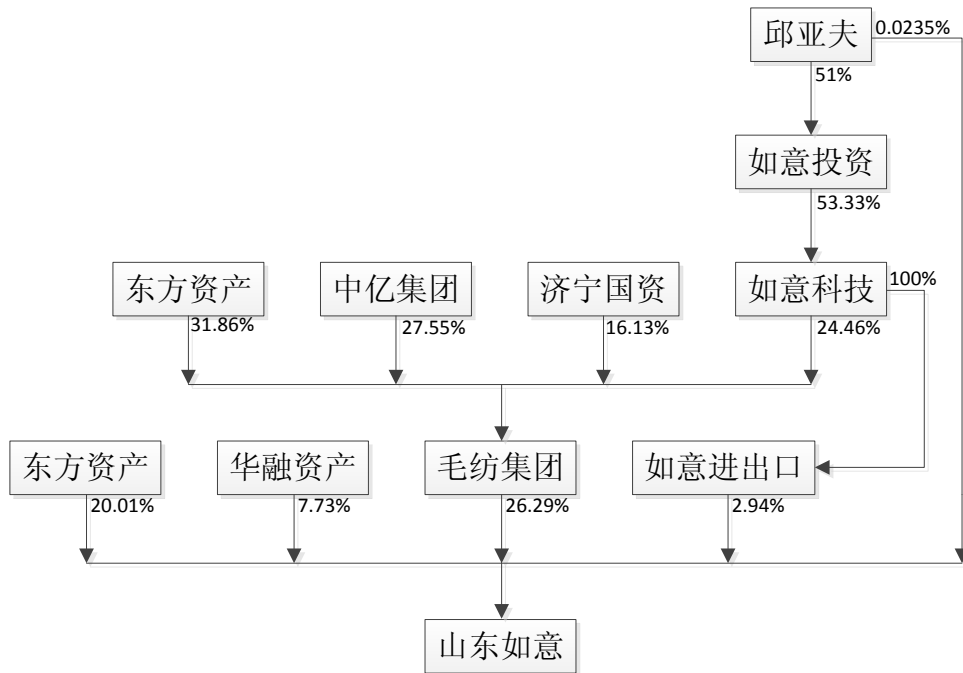 邱亚夫
0.0235%
51%
如意投资
53.33%
东方资产
中亿集团
济宁国资
如意科技
100%
31.86%
27.55%
16.13%
24.46%
东方资产
华融资产
毛纺集团
如意进出口
20.01%
7.73%
26.29%
2.94%
山东如意